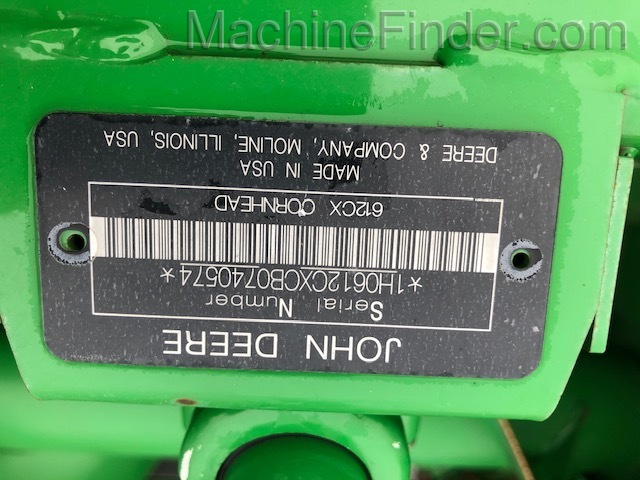 MachineFinder.com
JOHN DEERE
Serial Number
*1H0612CXCB0740574*
612CX CORNHEAD
MADE IN USA
DEERE & COMPANY, MOLINE, ILLINOIS, USA